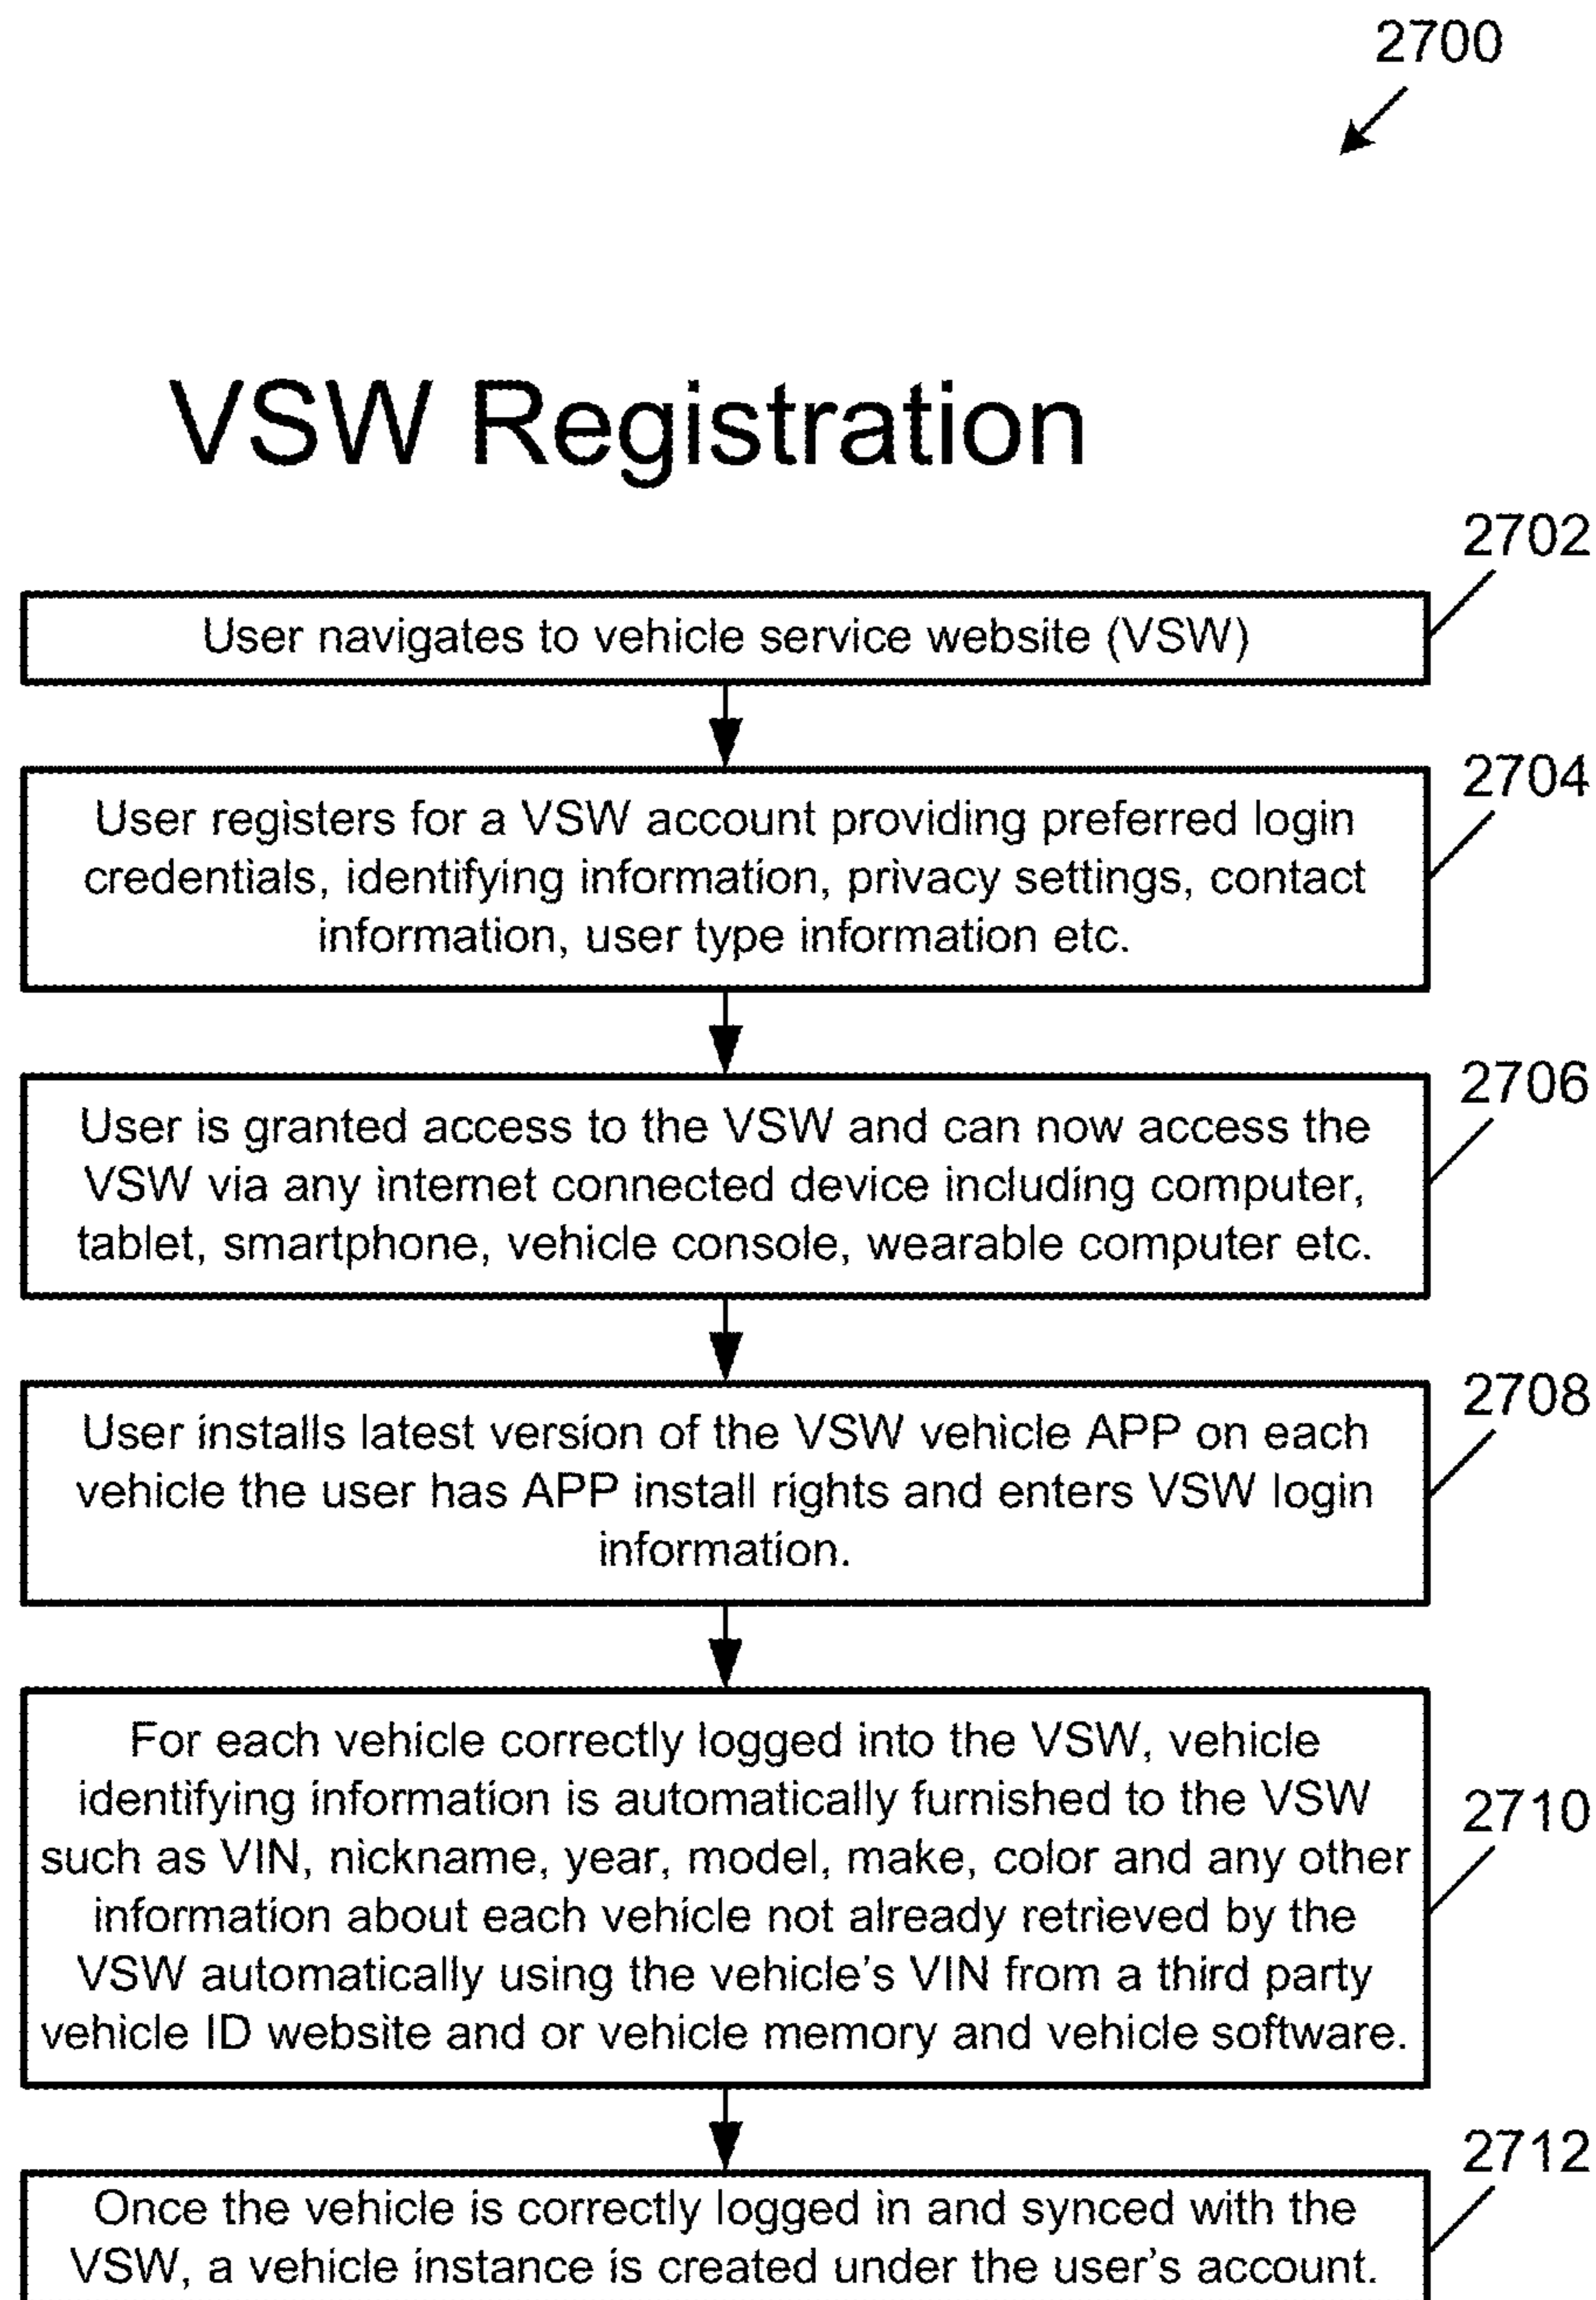 2700
VSW Registration
2702
User navigates to vehicle service website (VSW)
2704
User registers for a VSW account providing preferred login
credentials, identifying information, privacy settings, contact
information, user type information etc.
2706
User is granted access to the VSW and can now access the
VSW via any internet connected device including computer,
tablet, smartphone, vehicle console, wearable computer etc.
2708
User installs latest version of the VSW vehicle APP on each
vehicle the user has APP install rights and enters VSW login
information.
2710
For each vehicle correctly logged into the VSW, vehicle
identifying information is automatically furnished to the VSW
such as VIN, nickname, year, model, make, color and any other
information about each vehicle not already retrieved by the
VSW automatically using the vehicle's VIN from a third party
vehicle ID website and or vehicle memory and vehicle software.
2712
Once the vehicle is correctly logged in and synced with the
VSW, a vehicle instance is created under the user's account.